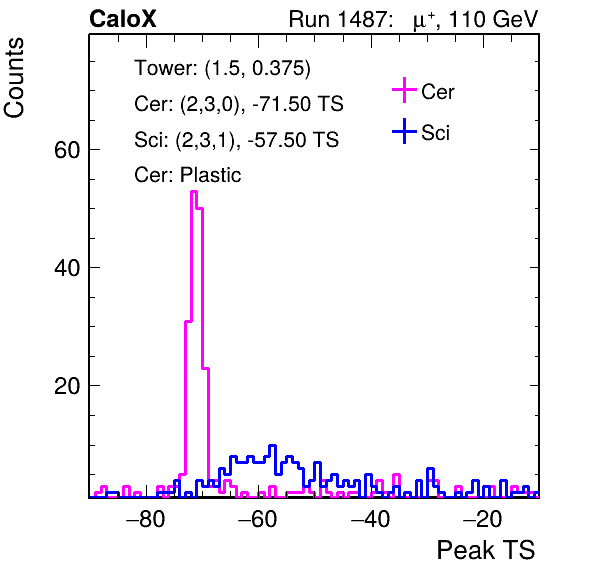 CaloX Run 1487: μ⁺, 110 GeV
Counts
Tower: (1.5, 0.375)
Cer: (2,3,0), -71.50 TS
Sci: (2,3,1), -57.50 TS
Cer: Plastic
Cer
Sci
60
40
20
−80 −60 −40 −20
Peak TS